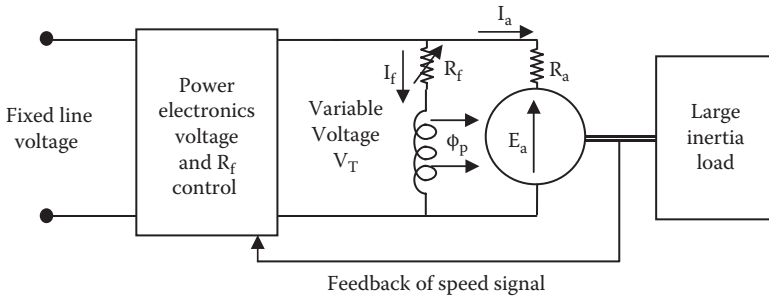 Fixed line
voltage
Power
electronics
voltage
and R_f
control
Variable
Voltage
V_T
I_f
R_f
ϕ_p
I_a
R_a
E_a
Large
inertia
load
Feedback of speed signal